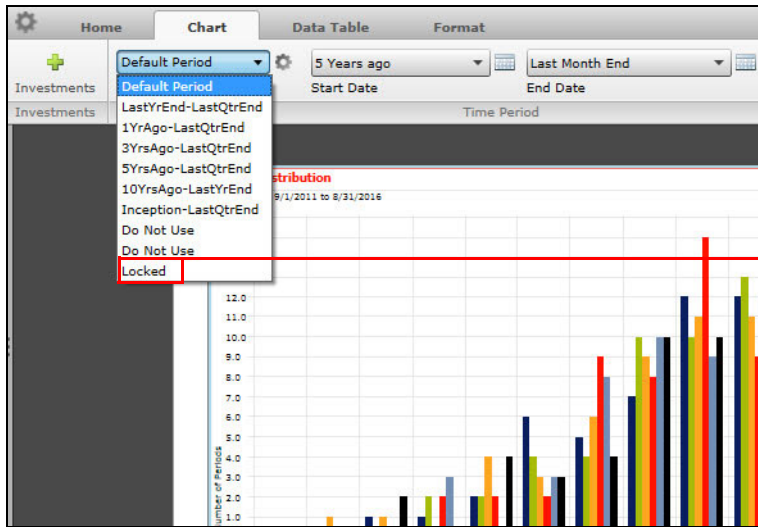 Home Chart Data Table Format
Default Period 5 Years ago Last Month End
Investments Start Date End Date
Investments Time Period
Default Period
LastYrEnd-LastQtrEnd
1YrAgo-LastQtrEnd
3YrsAgo-LastQtrEnd
5YrsAgo-LastQtrEnd
10YrsAgo-LastYrEnd
Inception-LastQtrEnd
Do Not Use
Do Not Use
Locked
9/1/2011 to 8/31/2016
12.0
11.0
10.0
9.0
8.0
7.0
6.0
5.0
4.0
3.0
2.0
1.0
of Periods